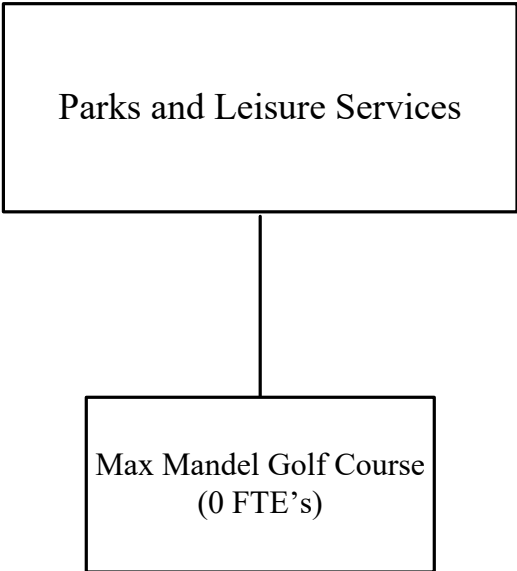 Parks and Leisure Services
Max Mandel Golf Course
(0 FTE’s)